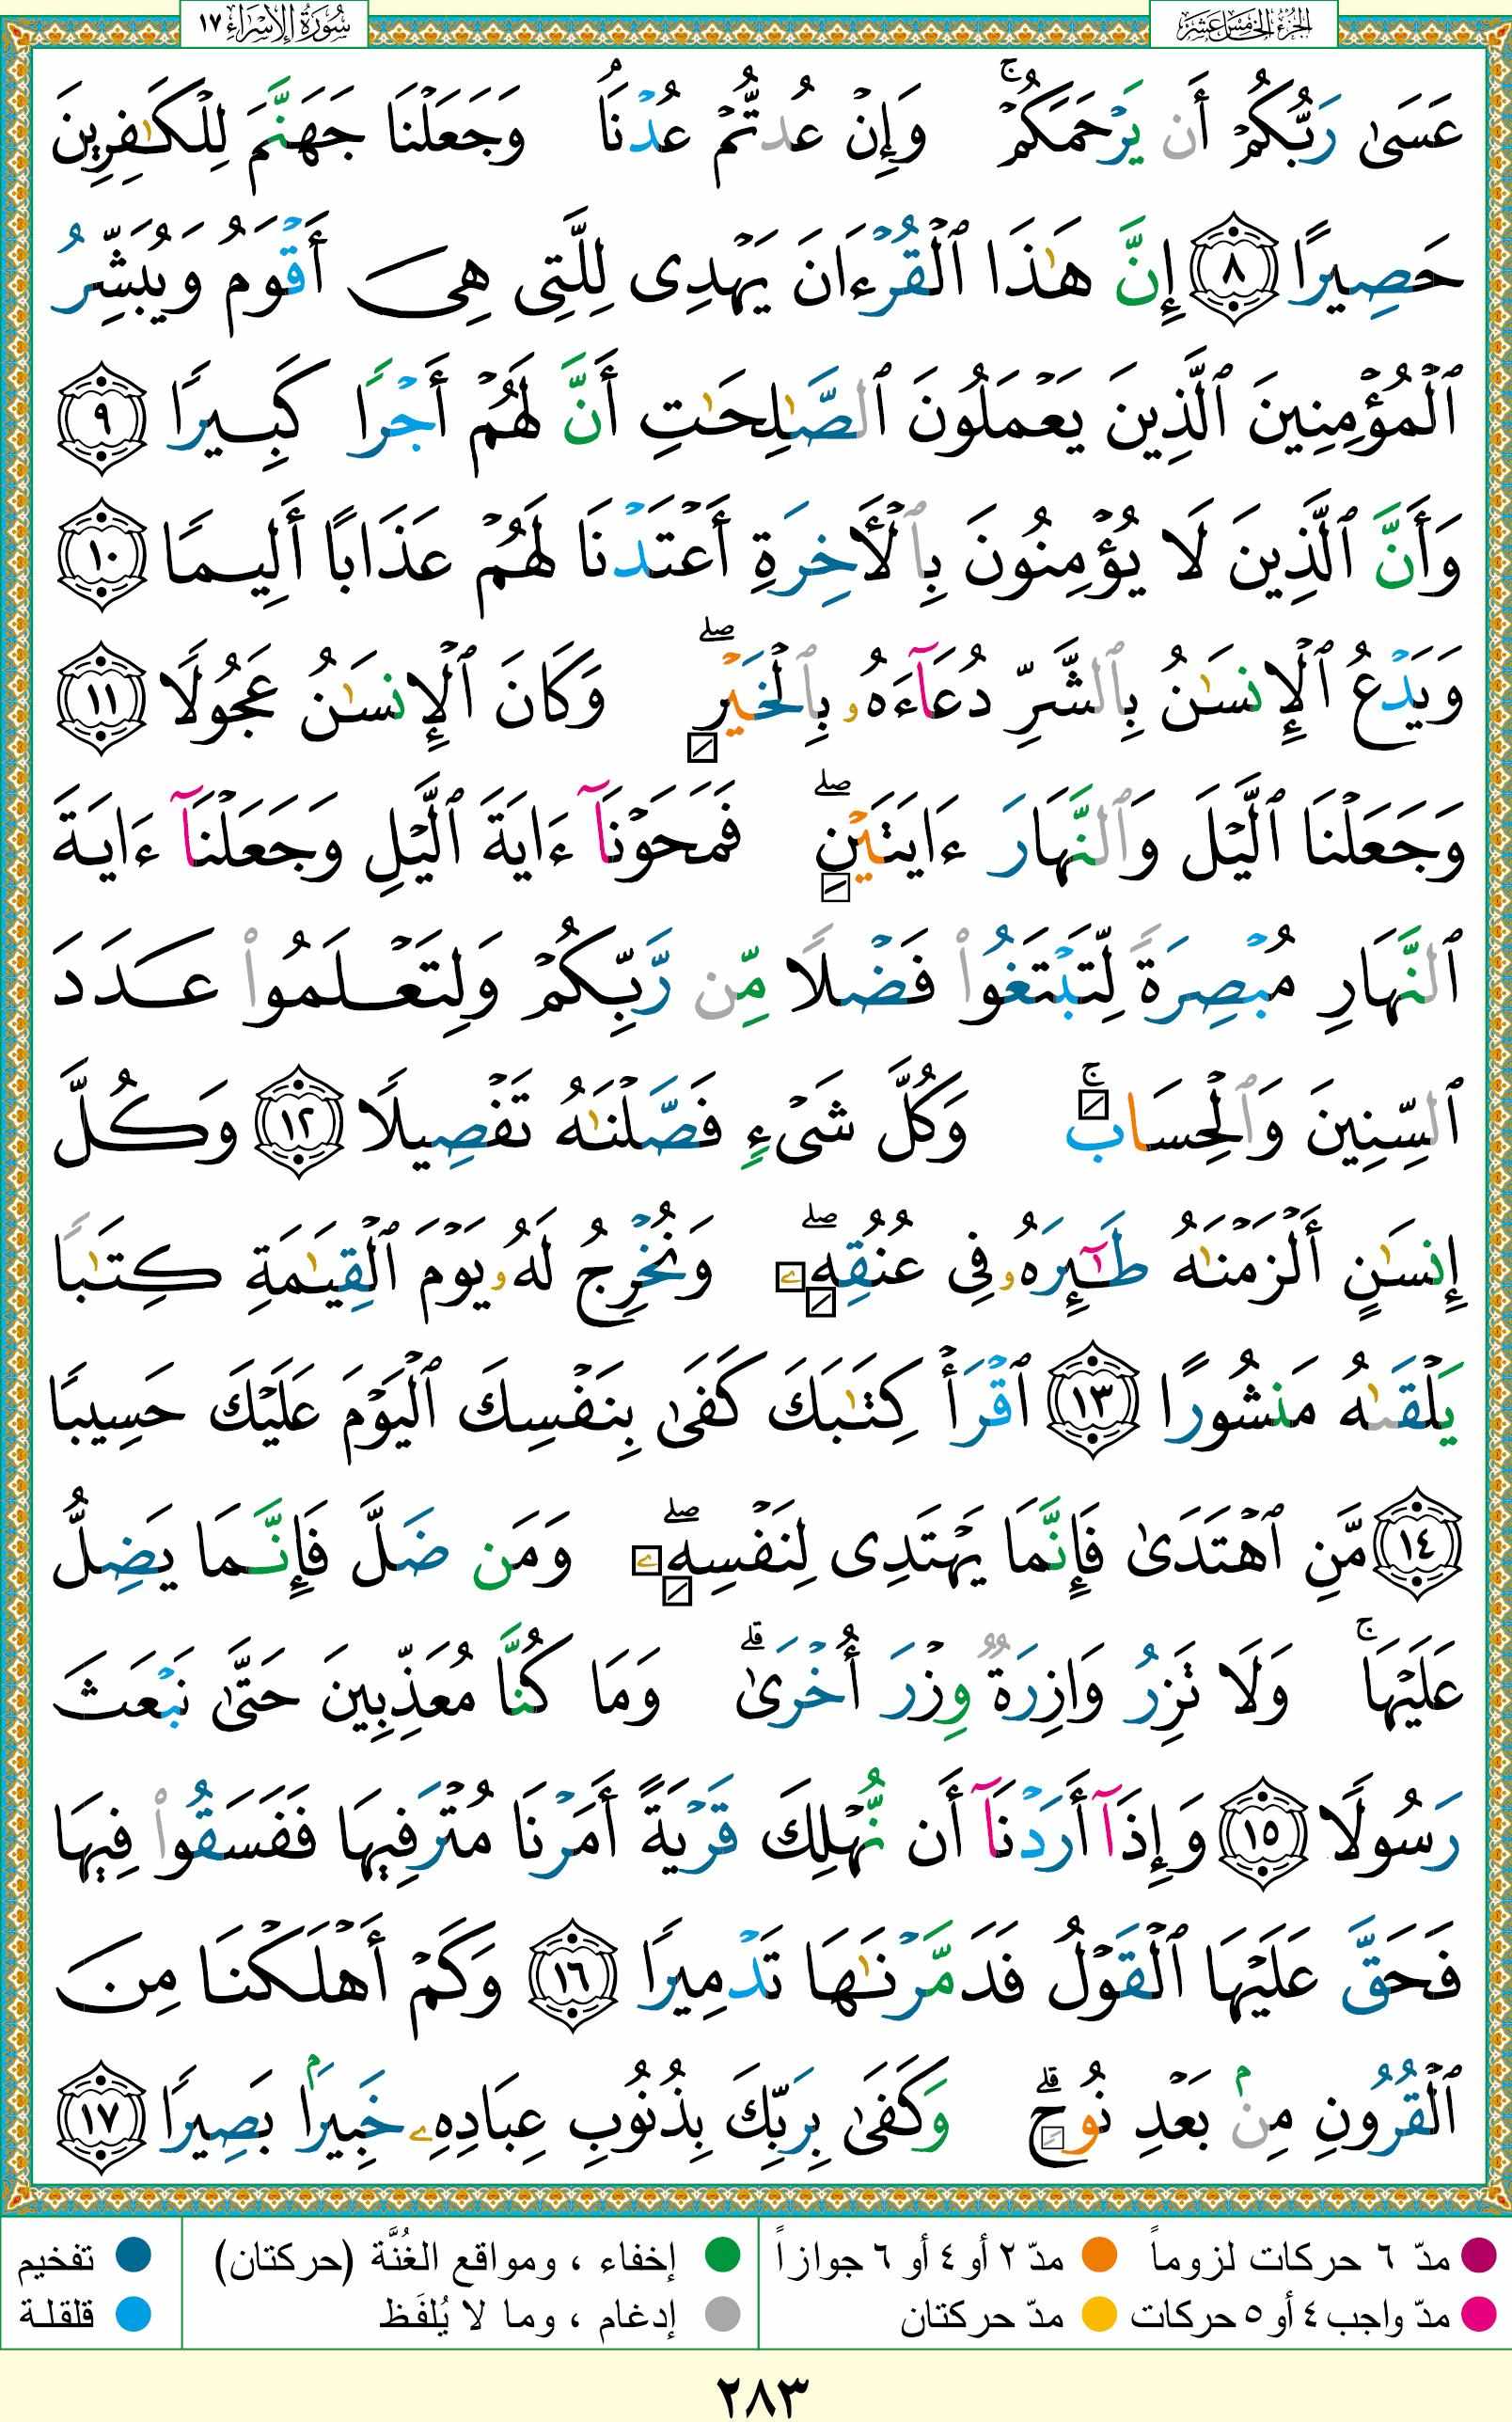 الجزء الخامس عشر
سورة الإسراء ١٧
عَسَىٰ رَبُّكُمْ أَن يَرْحَمَكُمْ ۚ وَإِنْ عُدتُّمْ عُدْنَا ۘ وَجَعَلْنَا جَهَنَّمَ لِلْكَـٰفِرِينَ
حَصِيرًا ٨ إِنَّ هَـٰذَا ٱلْقُرْءَانَ يَهْدِى لِلَّتِى هِىَ أَقْوَمُ وَيُبَشِّرُ
ٱلْمُؤْمِنِينَ ٱلَّذِينَ يَعْمَلُونَ ٱلصَّـٰلِحَـٰتِ أَنَّ لَهُمْ أَجْرًا كَبِيرًا ٩
وَأَنَّ ٱلَّذِينَ لَا يُؤْمِنُونَ بِٱلْأَخِرَةِ أَعْتَدْنَا لَهُمْ عَذَابًا أَلِيمًا ١٠
وَيَدْعُ ٱلْإِنسَـٰنُ بِٱلشَّرِّ دُعَآءَهُۥ بِٱلْخَيْرِ ۖ وَكَانَ ٱلْإِنسَـٰنُ عَجُولًا ١١
وَجَعَلْنَا ٱلَّيْلَ وَٱلنَّهَارَ ءَايَتَيْنِ ۖ فَمَحَوْنَآ ءَايَةَ ٱلَّيْلِ وَجَعَلْنَآ ءَايَةَ
ٱلنَّهَارِ مُبْصِرَةً لِّتَبْتَغُوا۟ فَضْلًا مِّن رَّبِّكُمْ وَلِتَعْلَمُوا۟ عَدَدَ
ٱلسِّنِينَ وَٱلْحِسَابَ ۚ وَكُلَّ شَىْءٍ فَصَّلْنَـٰهُ تَفْصِيلًا ١٢ وَكُلَّ
إِنسَـٰنٍ أَلْزَمْنَـٰهُ طَـٰٓئِرَهُۥ فِى عُنُقِهِۦ ۖ وَنُخْرِجُ لَهُۥ يَوْمَ ٱلْقِيَـٰمَةِ كِتَـٰبًا
يَلْقَىٰهُ مَنشُورًا ١٣ ٱقْرَأْ كِتَـٰبَكَ كَفَىٰ بِنَفْسِكَ ٱلْيَوْمَ عَلَيْكَ حَسِيبًا
١٤ مَّنِ ٱهْتَدَىٰ فَإِنَّمَا يَهْتَدِى لِنَفْسِهِۦ ۖ وَمَن ضَلَّ فَإِنَّمَا يَضِلُّ
عَلَيْهَا ۚ وَلَا تَزِرُ وَازِرَةٌ وِزْرَ أُخْرَىٰ ۗ وَمَا كُنَّا مُعَذِّبِينَ حَتَّىٰ نَبْعَثَ
رَسُولًا ١٥ وَإِذَآ أَرَدْنَآ أَن نُّهْلِكَ قَرْيَةً أَمَرْنَا مُتْرَفِيهَا فَفَسَقُوا۟ فِيهَا
فَحَقَّ عَلَيْهَا ٱلْقَوْلُ فَدَمَّرْنَـٰهَا تَدْمِيرًا ١٦ وَكَمْ أَهْلَكْنَا مِنَ
ٱلْقُرُونِ مِنۢ بَعْدِ نُوحٍ ۗ وَكَفَىٰ بِرَبِّكَ بِذُنُوبِ عِبَادِهِۦ خَبِيرًۢا بَصِيرًا ١٧
مدّ ٦ حركات لزوماً مدّ ٢ أو ٤ أو ٦ جوازاً إخفاء ، ومواقع الغُنَّة (حركتان) تفخيم
مدّ واجب ٤ أو ٥ حركات مدّ حركتان إدغام ، وما لا يُلفَظ قلقلة
٢٨٣